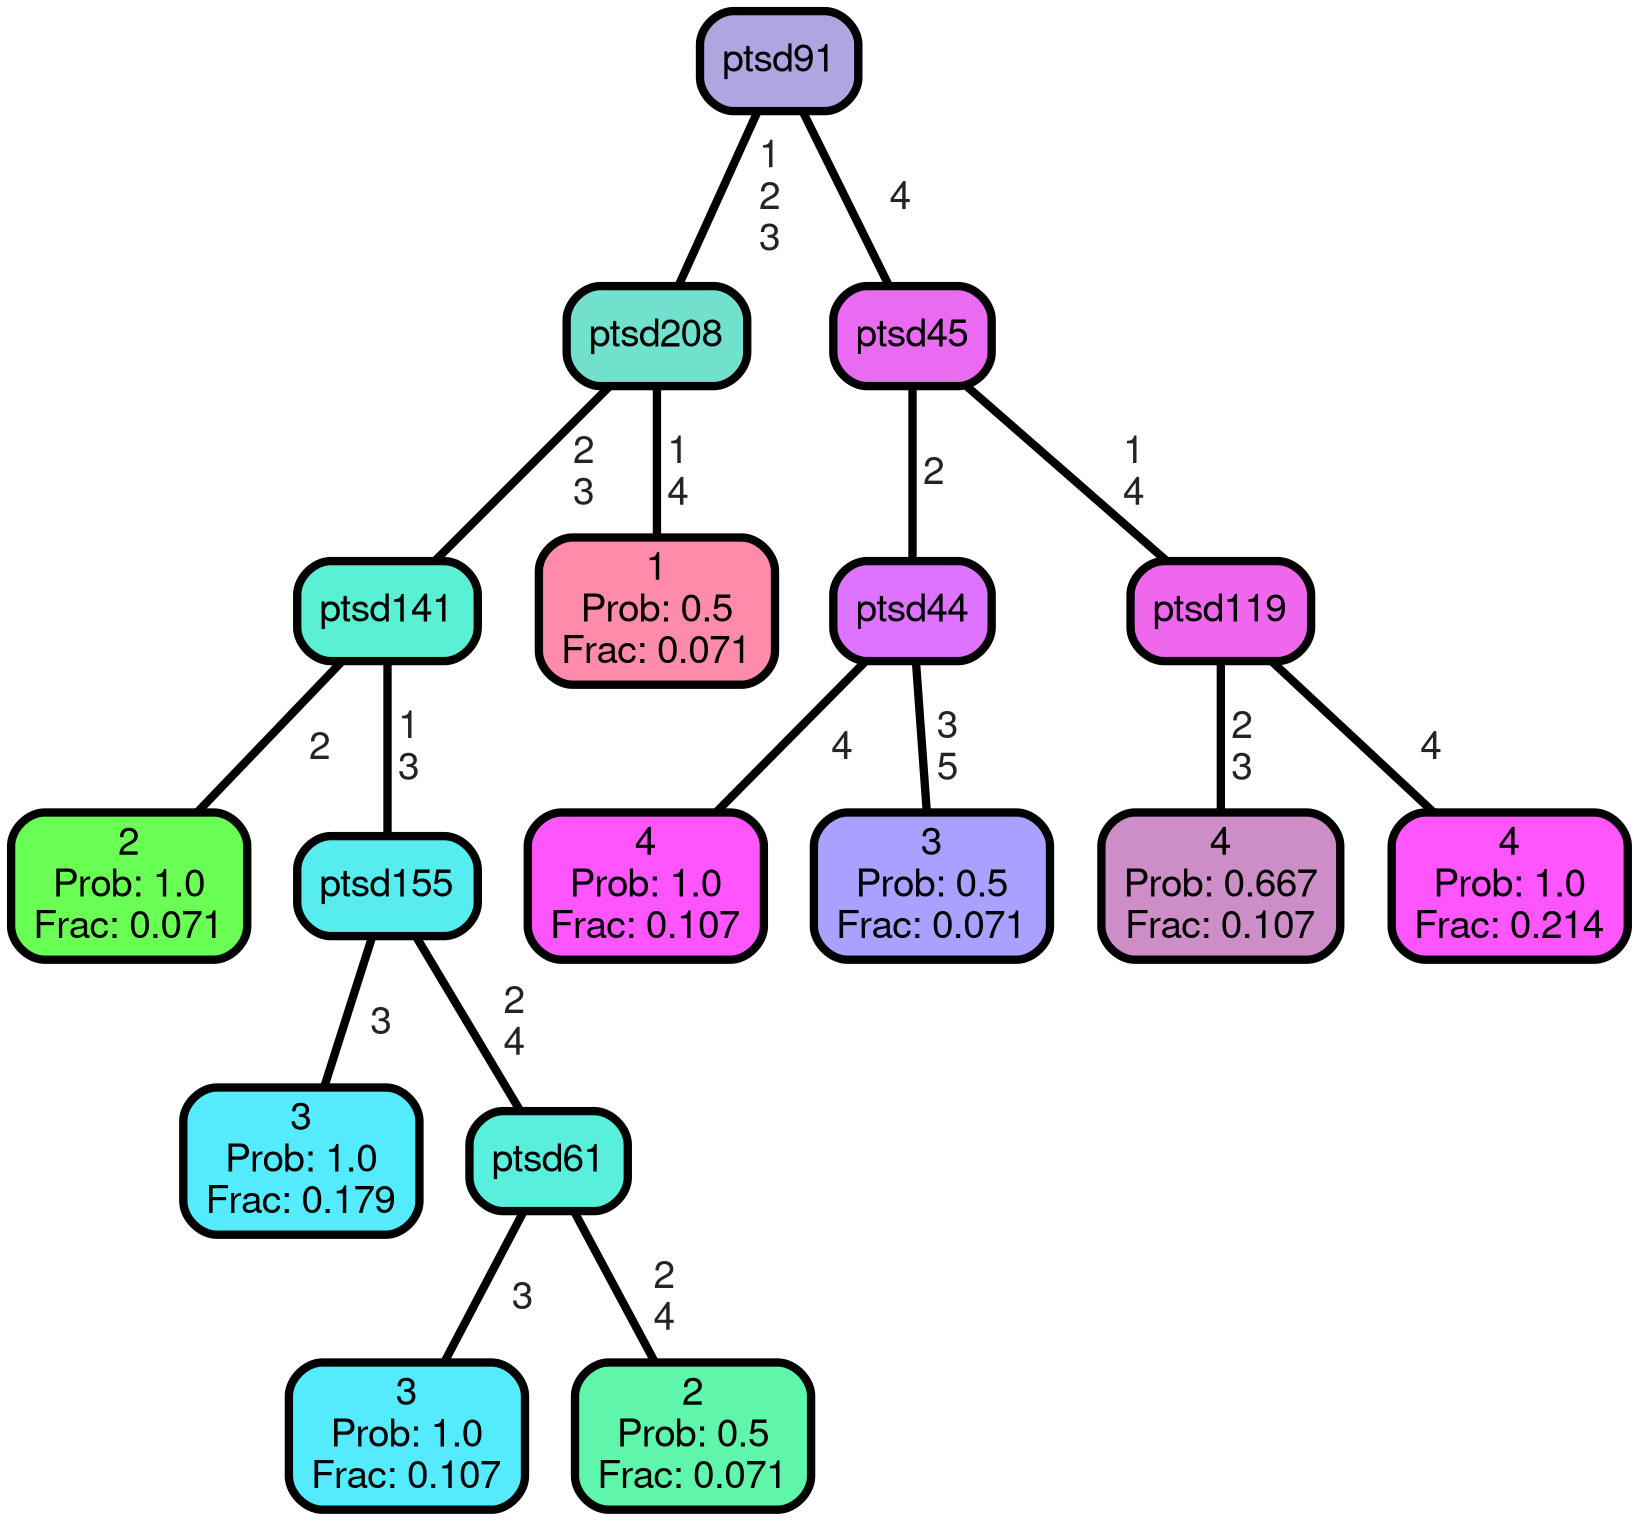 ptsd91
1
2
3
4
ptsd208
ptsd45
2
3
1
4
2
1
4
ptsd141
1
Prob: 0.5
Frac: 0.071
ptsd44
ptsd119
2
1
3
4
3
5
2
3
4
2
Prob: 1.0
Frac: 0.071
ptsd155
4
Prob: 1.0
Frac: 0.107
3
Prob: 0.5
Frac: 0.071
4
Prob: 0.667
Frac: 0.107
4
Prob: 1.0
Frac: 0.214
3
2
4
3
Prob: 1.0
Frac: 0.179
ptsd61
3
2
4
3
Prob: 1.0
Frac: 0.107
2
Prob: 0.5
Frac: 0.071